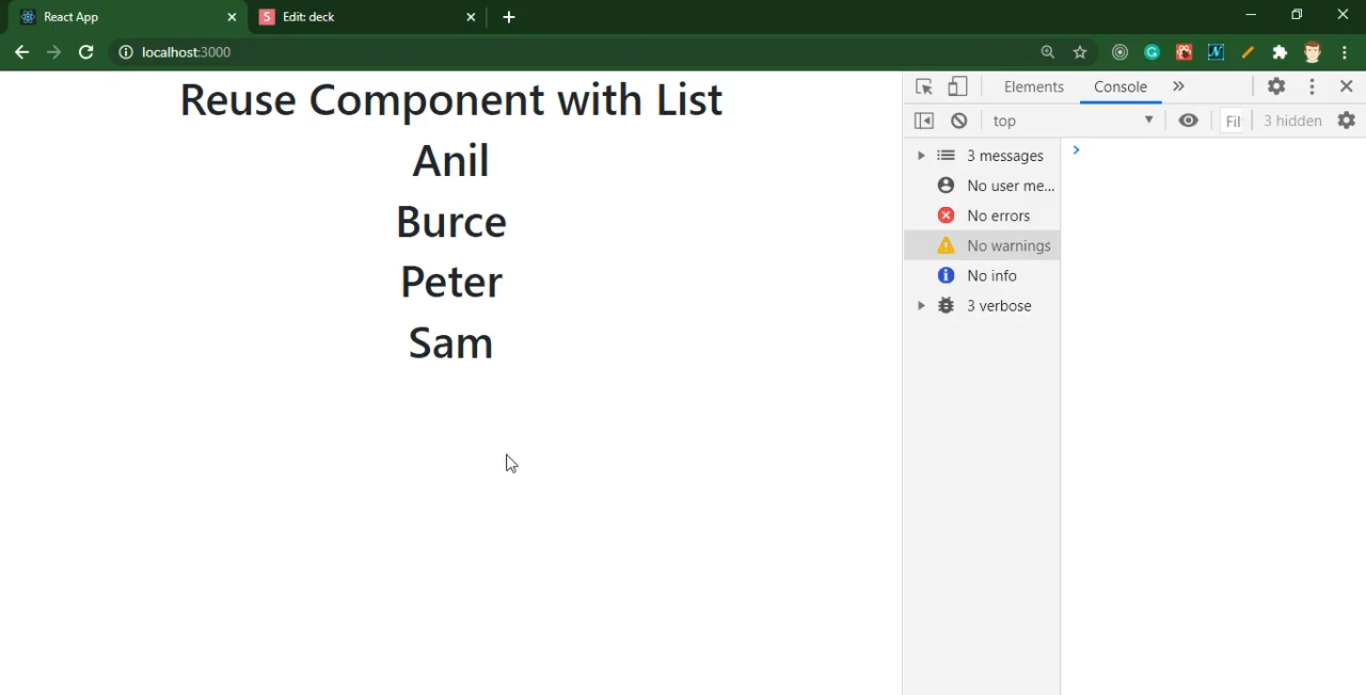 React App
S Edit: deck
localhost:3000
Elements Console »
top Fil 3 hidden
Reuse Component with List
Anil
Burce
Peter
Sam
3 messages
No user me...
No errors
No warnings
No info
3 verbose